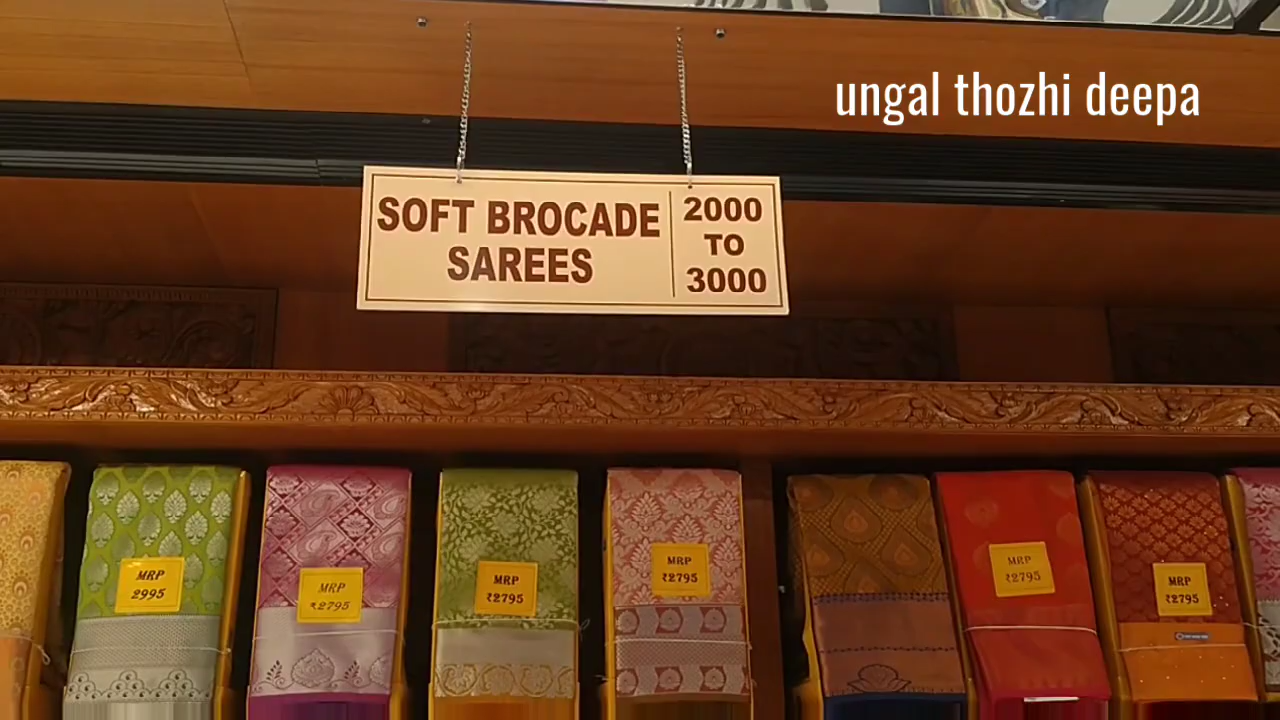 ungal thozhi deepa
SOFT BROCADE
SAREES
2000
TO
3000
MRP
2995
MRP
₹2795
MRP
₹2795
MRP
₹2795
MRP
₹2795
MRP
₹2795